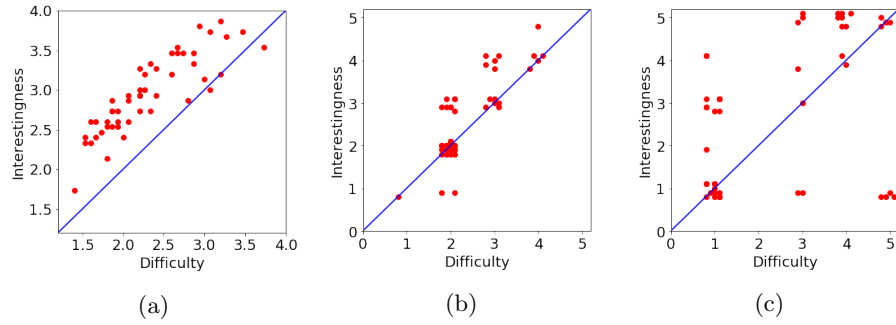 4.0
3.5
3.0
2.5
2.0
1.5
Interestingness
1.5 2.0 2.5 3.0 3.5 4.0
Difficulty
(a)
5
4
3
2
1
0
Interestingness
0 1 2 3 4 5
Difficulty
(b)
5
4
3
2
1
0
Interestingness
0 1 2 3 4 5
Difficulty
(c)